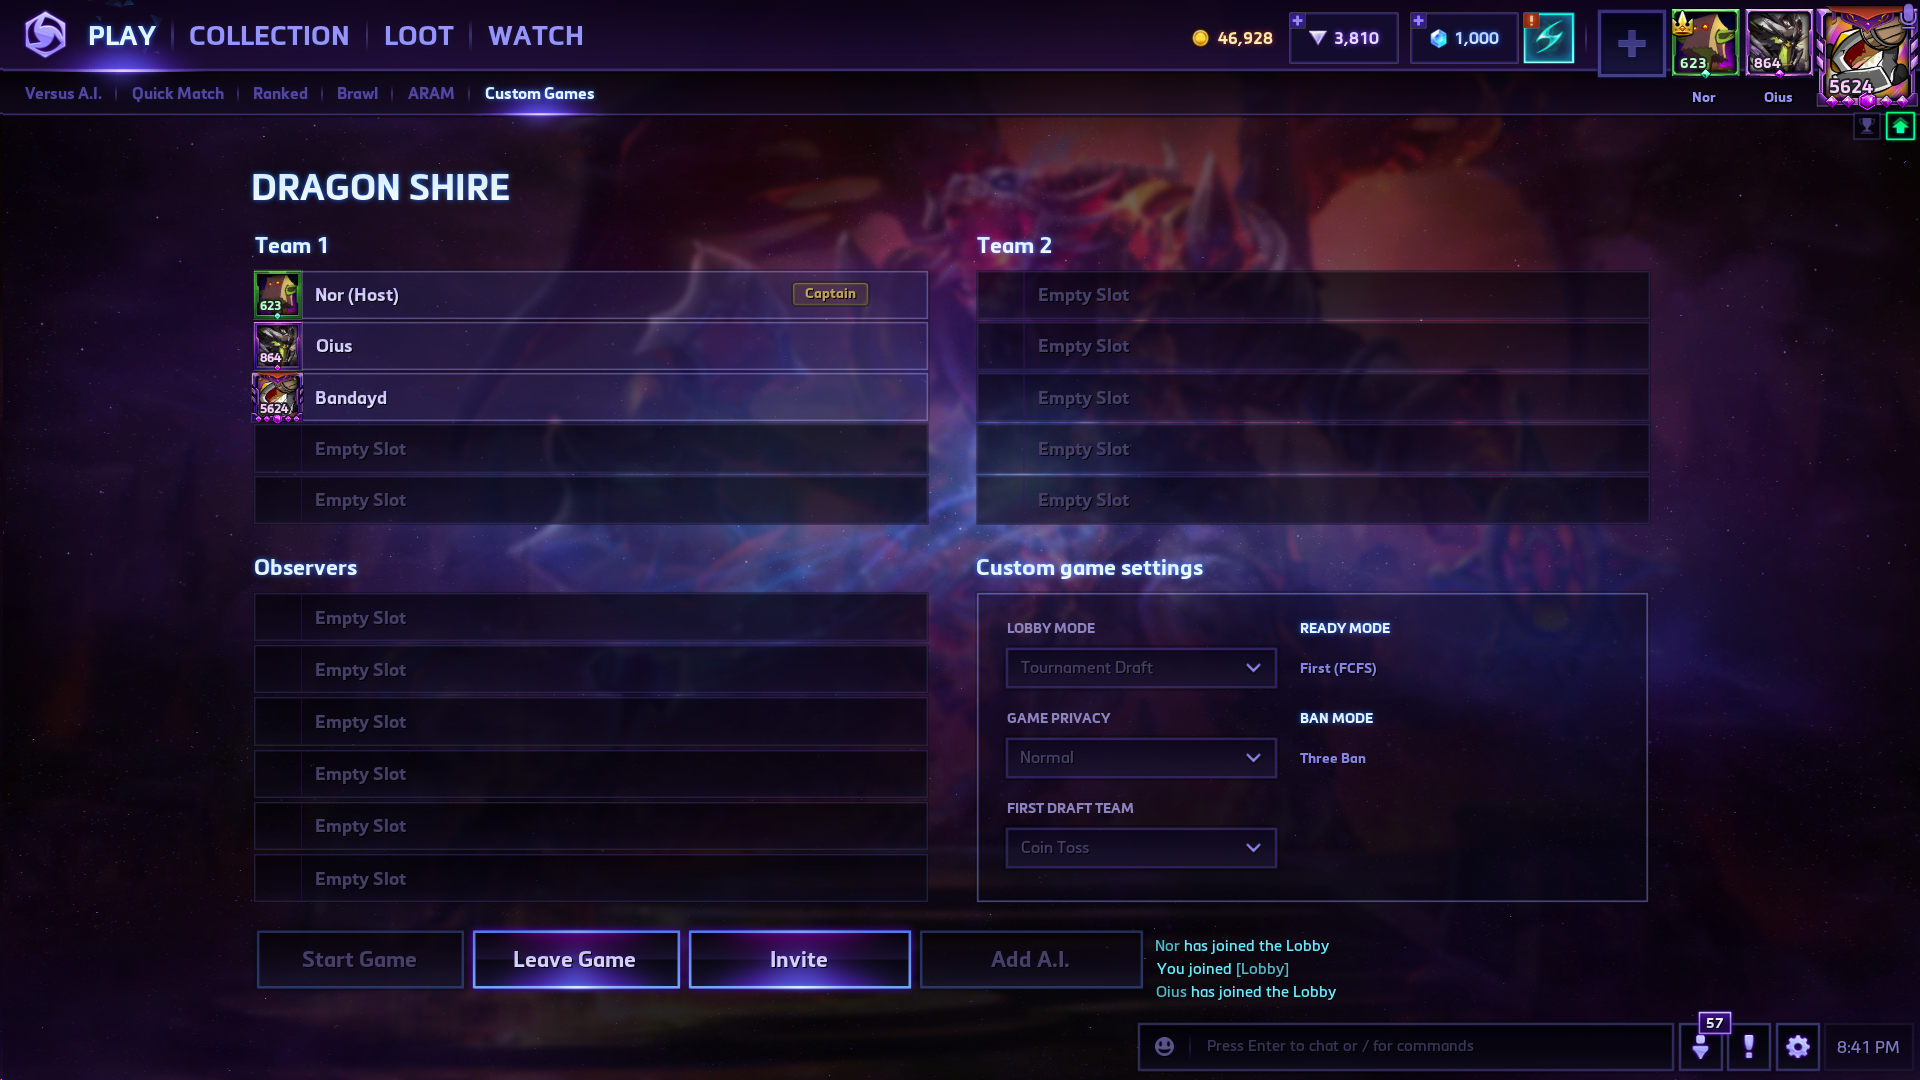 PLAY COLLECTION LOOT WATCH 46,928 3,810 1,000 !
623 864 5624
Nor Oius
Versus A.I. Quick Match Ranked Brawl ARAM Custom Games
DRAGON SHIRE
Team 1
623 Nor (Host) Captain
864 Oius
5624 Bandayd
Empty Slot
Empty Slot
Team 2
Empty Slot
Empty Slot
Empty Slot
Empty Slot
Empty Slot
Observers
Empty Slot
Empty Slot
Empty Slot
Empty Slot
Empty Slot
Empty Slot
Custom game settings
LOBBY MODE READY MODE
Tournament Draft First (FCFS)
GAME PRIVACY BAN MODE
Normal Three Ban
FIRST DRAFT TEAM
Coin Toss
Start Game Leave Game Invite Add A.I.
Nor has joined the Lobby
You joined [Lobby]
Oius has joined the Lobby
57
Press Enter to chat or / for commands ! 8:41 PM